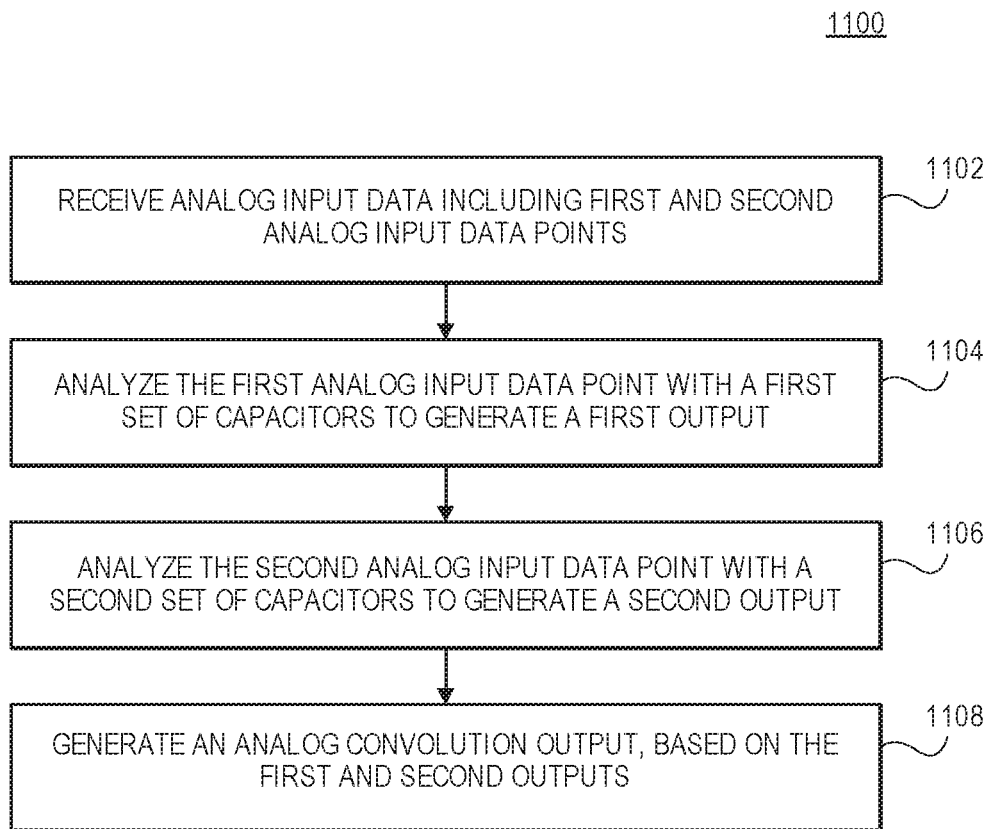 1100
1102
RECEIVE ANALOG INPUT DATA INCLUDING FIRST AND SECOND
ANALOG INPUT DATA POINTS
1104
ANALYZE THE FIRST ANALOG INPUT DATA POINT WITH A FIRST
SET OF CAPACITORS TO GENERATE A FIRST OUTPUT
1106
ANALYZE THE SECOND ANALOG INPUT DATA POINT WITH A
SECOND SET OF CAPACITORS TO GENERATE A SECOND OUTPUT
1108
GENERATE AN ANALOG CONVOLUTION OUTPUT, BASED ON THE
FIRST AND SECOND OUTPUTS